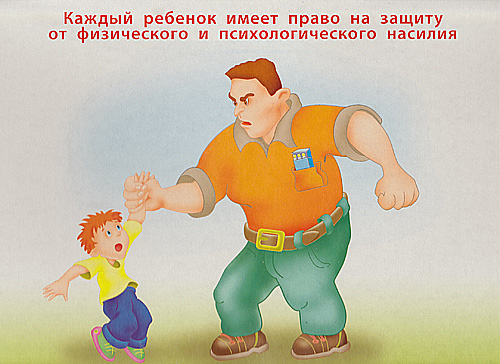 Каждый ребенок имеет право на защиту
от физического и психологического насилия